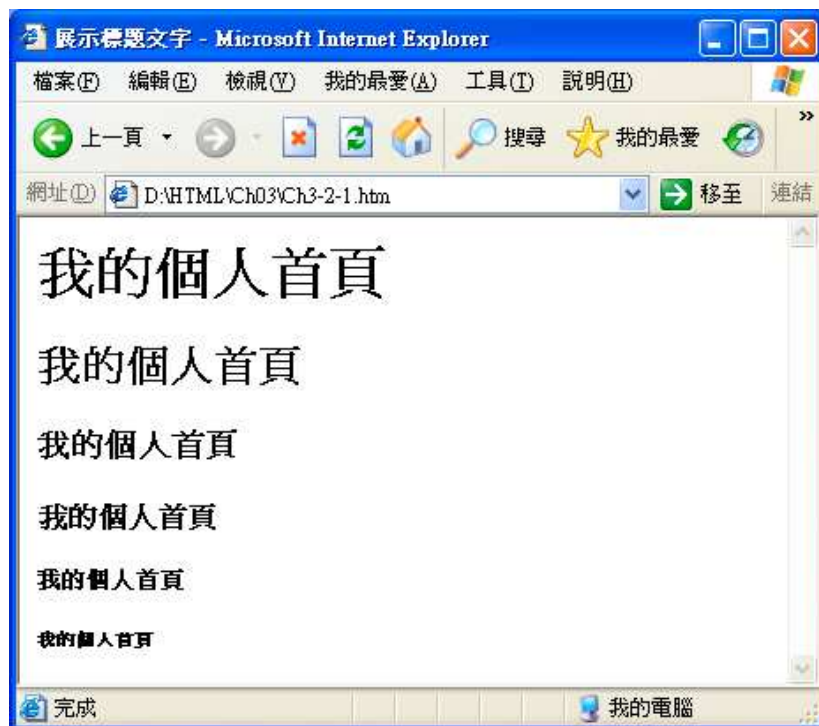 展示標題文字 - Microsoft Internet Explorer
檔案(F) 編輯(E) 檢視(V) 我的最愛(A) 工具(T) 說明(H)
上一頁 搜尋 我的最愛 »
網址(D) D:\HTML\Ch03\Ch3-2-1.htm 移至 連結
我的個人首頁
我的個人首頁
我的個人首頁
我的個人首頁
我的個人首頁
我的個人首頁
完成 我的電腦